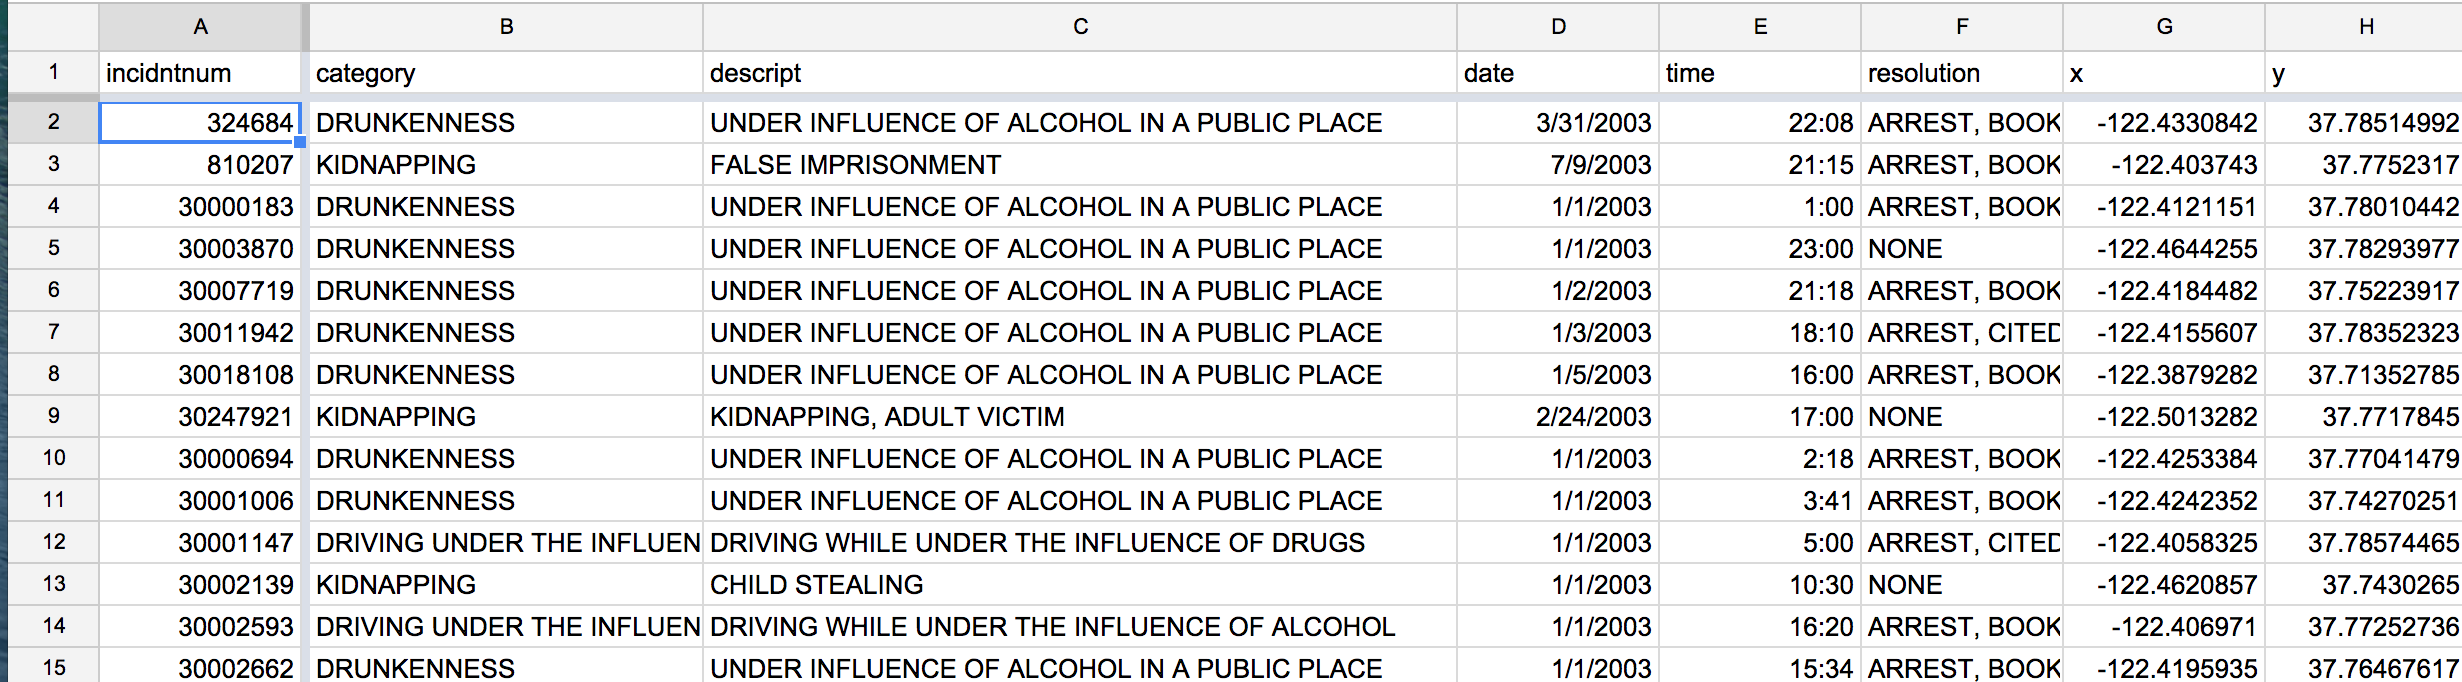 A B C D E F G H
1 incidntnum category descript date time resolution x y
2 324684 DRUNKENNESS UNDER INFLUENCE OF ALCOHOL IN A PUBLIC PLACE 3/31/2003 22:08 ARREST, BOOK -122.4330842 37.78514992
3 810207 KIDNAPPING FALSE IMPRISONMENT 7/9/2003 21:15 ARREST, BOOK -122.403743 37.7752317
4 30000183 DRUNKENNESS UNDER INFLUENCE OF ALCOHOL IN A PUBLIC PLACE 1/1/2003 1:00 ARREST, BOOK -122.4121151 37.78010442
5 30003870 DRUNKENNESS UNDER INFLUENCE OF ALCOHOL IN A PUBLIC PLACE 1/1/2003 23:00 NONE -122.4644255 37.78293977
6 30007719 DRUNKENNESS UNDER INFLUENCE OF ALCOHOL IN A PUBLIC PLACE 1/2/2003 21:18 ARREST, BOOK -122.4184482 37.75223917
7 30011942 DRUNKENNESS UNDER INFLUENCE OF ALCOHOL IN A PUBLIC PLACE 1/3/2003 18:10 ARREST, CITED -122.4155607 37.78352323
8 30018108 DRUNKENNESS UNDER INFLUENCE OF ALCOHOL IN A PUBLIC PLACE 1/5/2003 16:00 ARREST, BOOK -122.3879282 37.71352785
9 30247921 KIDNAPPING KIDNAPPING, ADULT VICTIM 2/24/2003 17:00 NONE -122.5013282 37.7717845
10 30000694 DRUNKENNESS UNDER INFLUENCE OF ALCOHOL IN A PUBLIC PLACE 1/1/2003 2:18 ARREST, BOOK -122.4253384 37.77041479
11 30001006 DRUNKENNESS UNDER INFLUENCE OF ALCOHOL IN A PUBLIC PLACE 1/1/2003 3:41 ARREST, BOOK -122.4242352 37.74270251
12 30001147 DRIVING UNDER THE INFLUEN DRIVING WHILE UNDER THE INFLUENCE OF DRUGS 1/1/2003 5:00 ARREST, CITED -122.4058325 37.78574465
13 30002139 KIDNAPPING CHILD STEALING 1/1/2003 10:30 NONE -122.4620857 37.7430265
14 30002593 DRIVING UNDER THE INFLUEN DRIVING WHILE UNDER THE INFLUENCE OF ALCOHOL 1/1/2003 16:20 ARREST, BOOK -122.406971 37.77252736
15 30002662 DRUNKENNESS UNDER INFLUENCE OF ALCOHOL IN A PUBLIC PLACE 1/1/2003 15:34 ARREST, BOOK -122.4195935 37.76467617